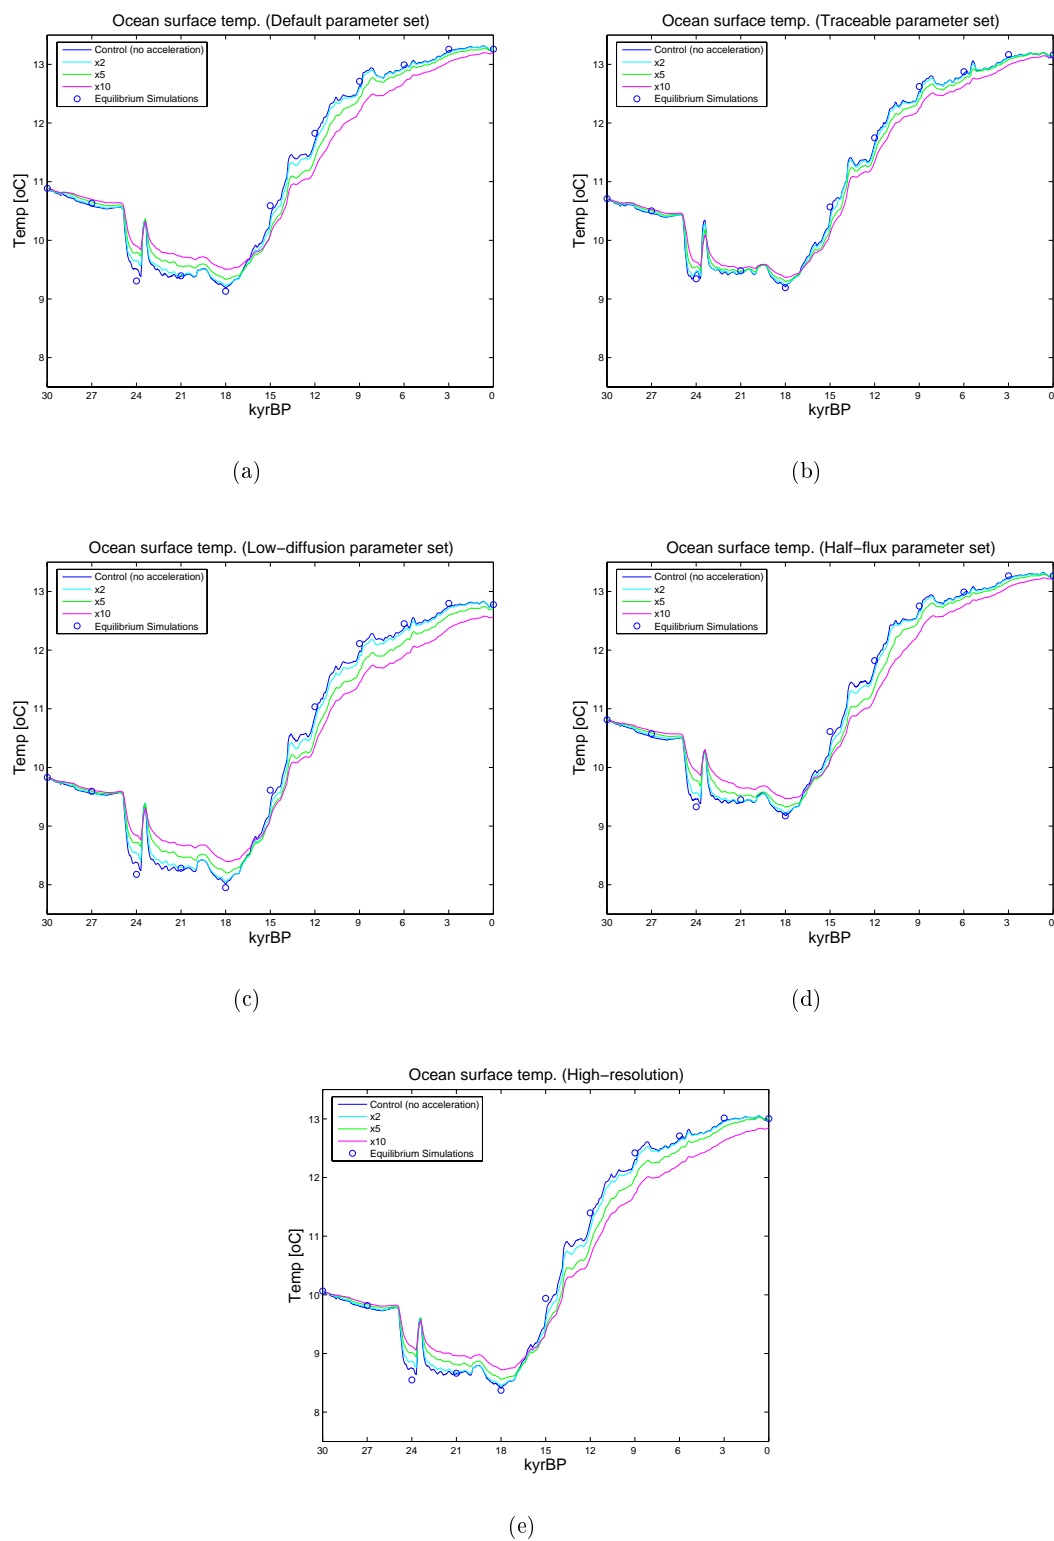 Ocean surface temp. (Default parameter set)
Control (no acceleration)
x2
x5
x10
Equilibrium Simulations
Temp [oC]
13
12
11
10
9
8
30 27 24 21 18 15 12 9 6 3 0
kyrBP
(a)
Ocean surface temp. (Traceable parameter set)
Control (no acceleration)
x2
x5
x10
Equilibrium Simulations
Temp [oC]
13
12
11
10
9
8
30 27 24 21 18 15 12 9 6 3 0
kyrBP
(b)
Ocean surface temp. (Low−diffusion parameter set)
Control (no acceleration)
x2
x5
x10
Equilibrium Simulations
Temp [oC]
13
12
11
10
9
8
30 27 24 21 18 15 12 9 6 3 0
kyrBP
(c)
Ocean surface temp. (Half−flux parameter set)
Control (no acceleration)
x2
x5
x10
Equilibrium Simulations
Temp [oC]
13
12
11
10
9
8
30 27 24 21 18 15 12 9 6 3 0
kyrBP
(d)
Ocean surface temp. (High−resolution)
Control (no acceleration)
x2
x5
x10
Equilibrium Simulations
Temp [oC]
13
12
11
10
9
8
30 27 24 21 18 15 12 9 6 3 0
kyrBP
(e)